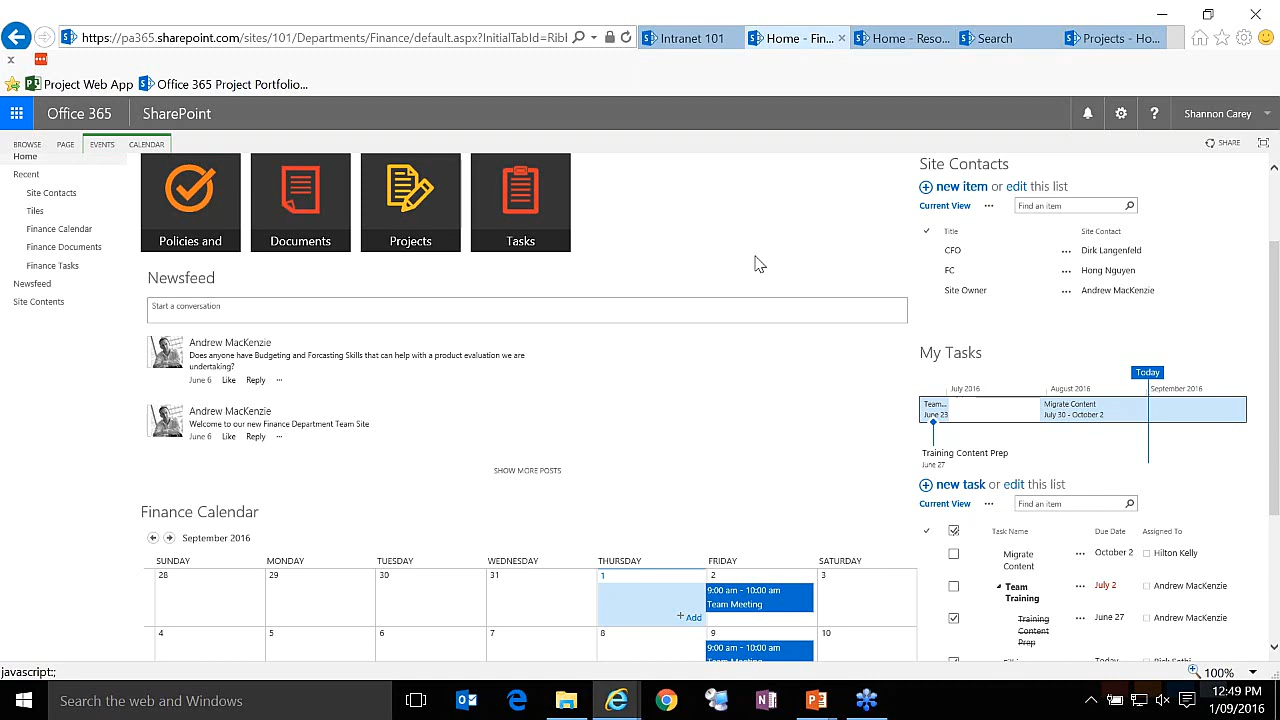 https://pa365.sharepoint.com/sites/101/Departments/Finance/default.aspx?InitialTabId=Ribl
Intranet 101
Home - Fin...
Home - Reso...
Search
Projects - Ho...
x
Project Web App
Office 365 Project Portfolio...
Office 365
SharePoint
?
Shannon Carey
BROWSE
PAGE
EVENTS
CALENDAR
SHARE
Home
Recent
Site Contacts
Tiles
Finance Calendar
Finance Documents
Finance Tasks
Newsfeed
Site Contents
Policies and
Documents
Projects
Tasks
Newsfeed
Start a conversation
Andrew MacKenzie
Does anyone have Budgeting and Forcasting Skills that can help with a product evaluation we are
undertaking?
June 6 Like Reply ...
Andrew MacKenzie
Welcome to our new Finance Department Team Site
June 6 Like Reply ...
SHOW MORE POSTS
Finance Calendar
September 2016
SUNDAY MONDAY TUESDAY WEDNESDAY THURSDAY FRIDAY SATURDAY
28 29 30 31 1 2 3
9:00 am - 10:00 am
Team Meeting
+ Add
4 5 6 7 8 9 10
9:00 am - 10:00 am
Team Meeting
Site Contacts
new item or edit this list
Current View ... Find an item
Title Site Contact
CFO ... Dirk Langenfeld
FC ... Hong Nguyen
Site Owner ... Andrew MacKenzie
My Tasks
Today
July 2016 August 2016 September 2016
Team...
June 23
Migrate Content
July 30 - October 2
Training Content Prep
June 27
new task or edit this list
Current View ... Find an item
Task Name Due Date Assigned To
Migrate
Content
... October 2 Hilton Kelly
Team
Training
... July 2 Andrew MacKenzie
Training
Content
Prep
... June 27 Andrew MacKenzie
Today
javascript:;
100%
Search the web and Windows
12:49 PM
1/09/2016